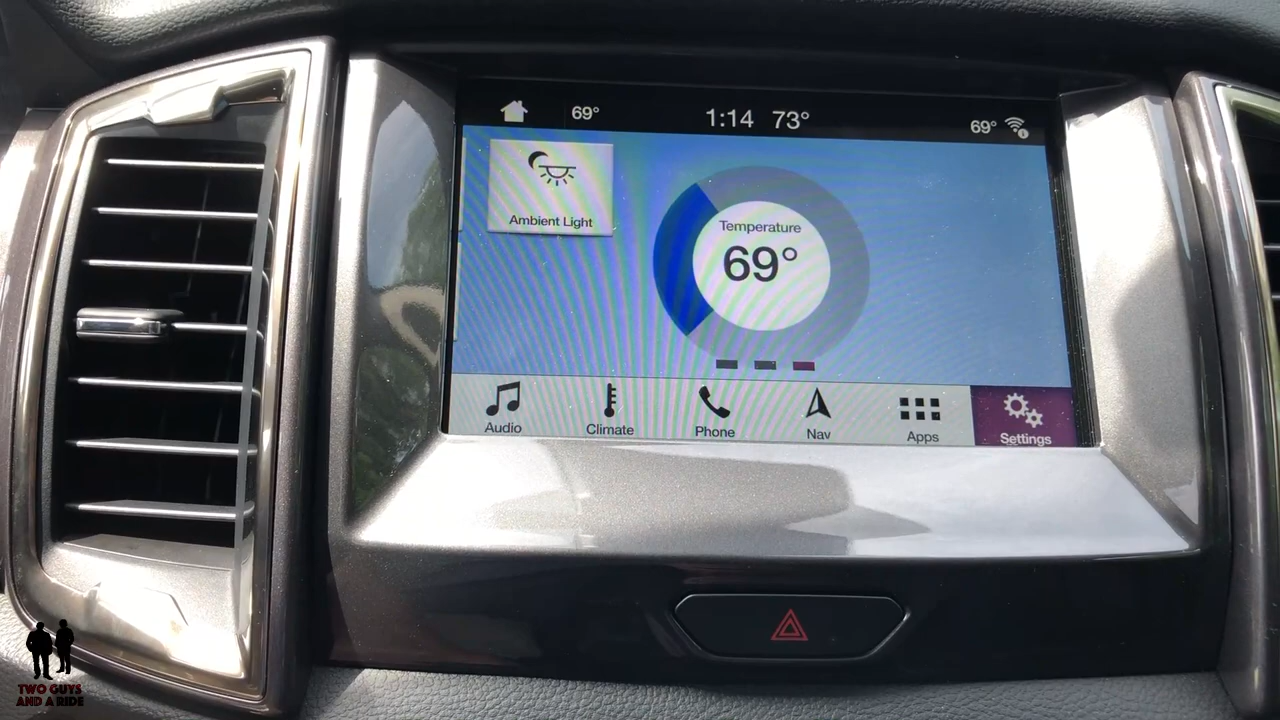 69° 1:14 73° 69°
Ambient Light
Temperature
69°
Audio Climate Phone Nav Apps Settings
TWO GUYS
AND A RIDE